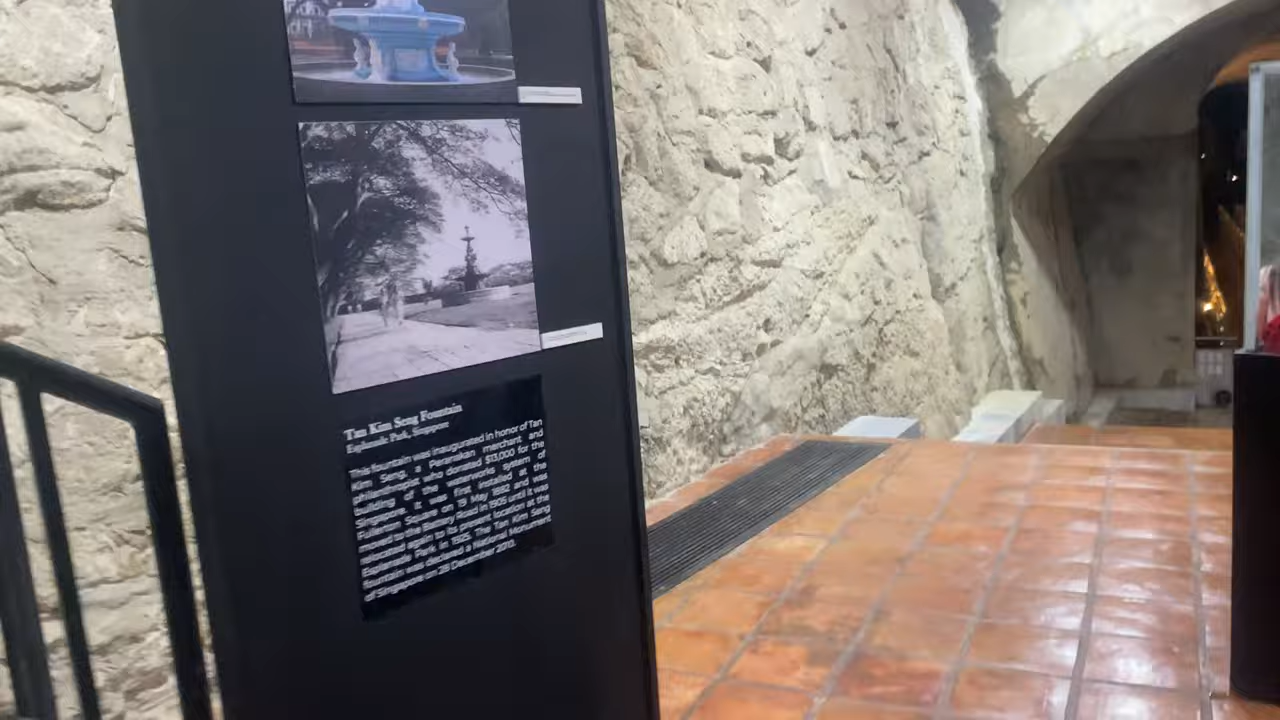 Tan Kim Seng Fountain
Esplanade Park, Singapore
This fountain was inaugurated in honor of Tan
Kim Seng, a Peranakan merchant and
philanthropist who donated $13,000 for the
building of the waterworks system of
Singapore. It was first installed at the
Fullerton Square on 19 May 1882 and was
moved to the Battery Road in 1905 until it was
relocated again to its present location at the
Esplanade Park in 1925. The Tan Kim Seng
fountain was declared a National Monument
of Singapore on 28 December 2010.